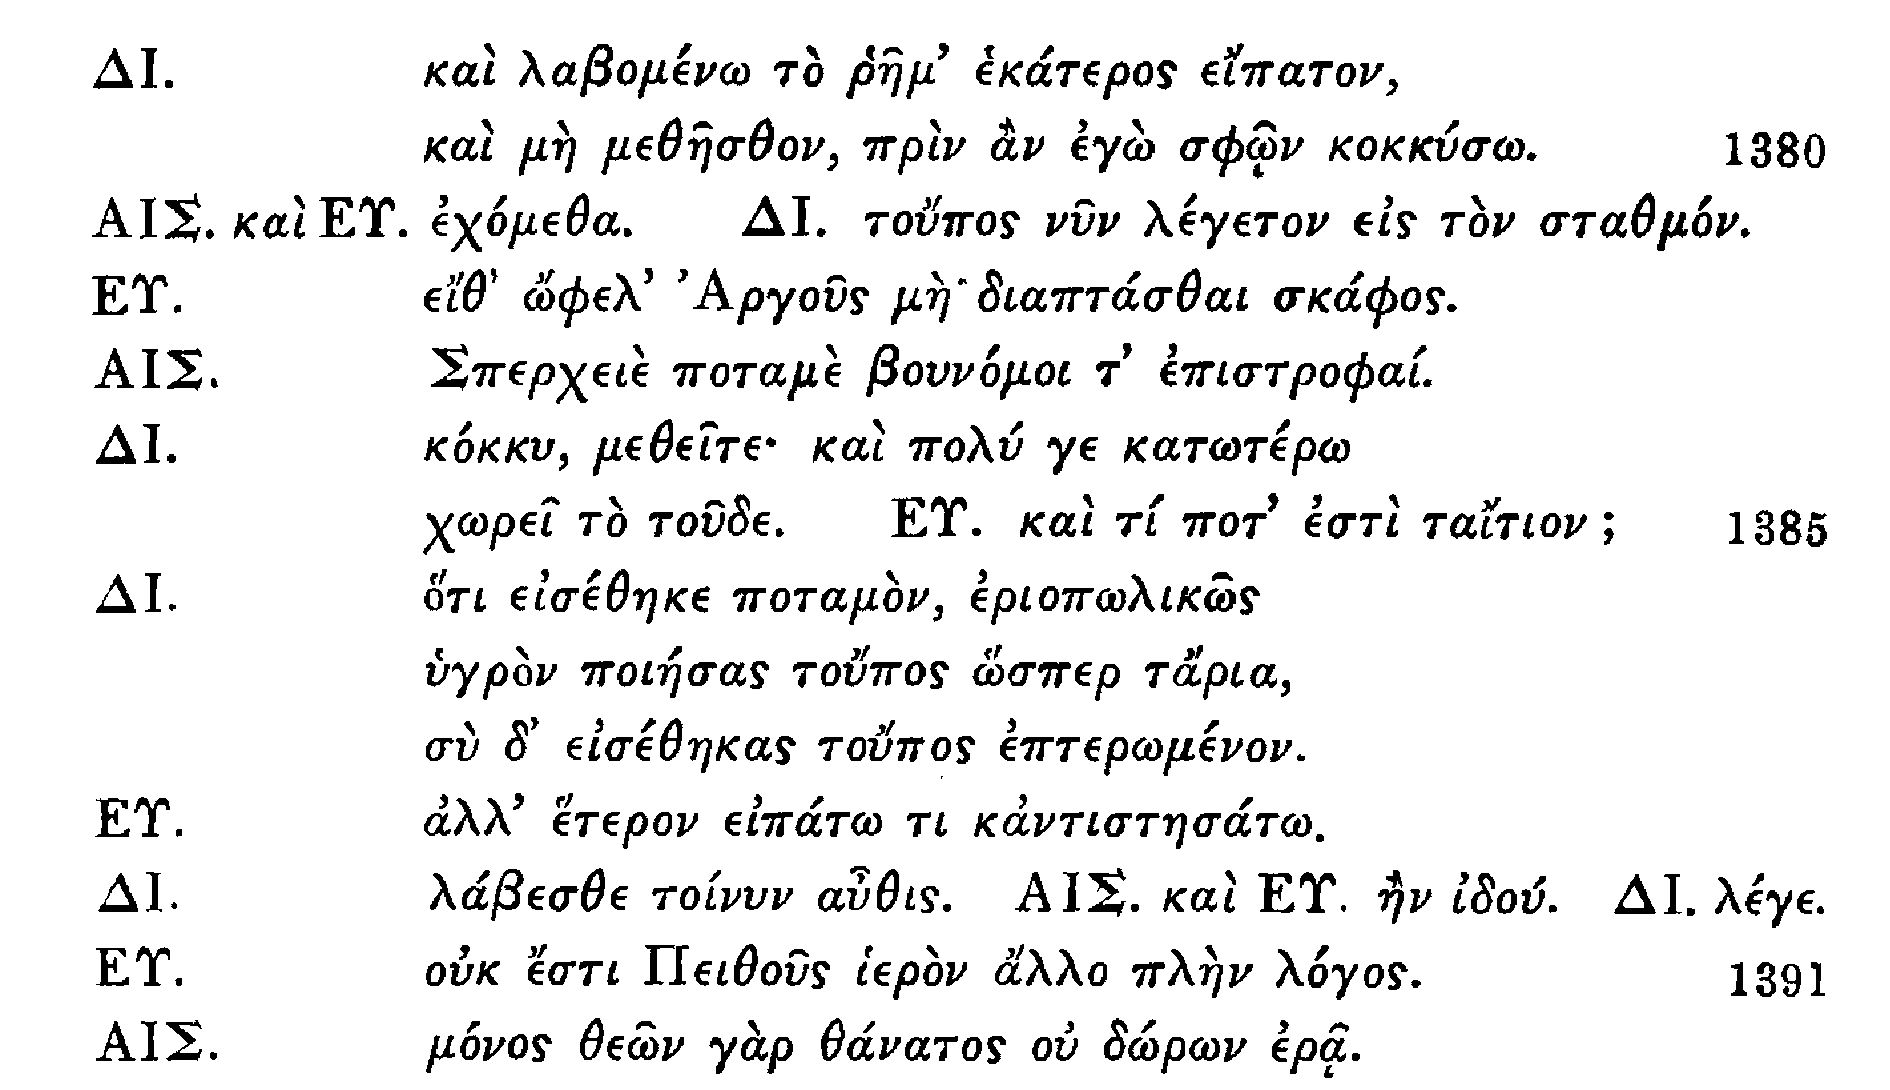 ΔΙ. καὶ λαβομένω τὸ ῥῆμ’ ἑκάτερος εἴπατον,
καὶ μὴ μεθῆσθον, πρὶν ἂν ἐγὼ σφῷν κοκκύσω. 1380
ΑΙΣ. καὶ ΕΥ. ἐχόμεθα. ΔΙ. τοὔπος νῦν λέγετον εἰς τὸν σταθμόν.
ΕΥ. εἴθ’ ὤφελ’ Ἀργοῦς μὴ διαπτάσθαι σκάφος.
ΑΙΣ. Σπερχειὲ ποταμὲ βουνόμοι τ’ ἐπιστροφαί.
ΔΙ. κόκκυ, μεθεῖτε· καὶ πολύ γε κατωτέρω
χωρεῖ τὸ τοῦδε. ΕΥ. καὶ τί ποτ’ ἐστὶ ταἴτιον; 1385
ΔΙ. ὅτι εἰσέθηκε ποταμὸν, ἐριοπωλικῶς
ὑγρὸν ποιήσας τοὔπος ὥσπερ τἄρια,
σὺ δ’ εἰσέθηκας τοὔπος ἐπτερωμένον.
ΕΥ. ἀλλ’ ἕτερον εἰπάτω τι κἀντιστησάτω.
ΔΙ. λάβεσθε τοίνυν αὖθις. ΑΙΣ. καὶ ΕΥ. ἢν ἰδού. ΔΙ. λέγε.
ΕΥ. οὐκ ἔστι Πειθοῦς ἱερὸν ἄλλο πλὴν λόγος. 1391
ΑΙΣ. μόνος θεῶν γὰρ θάνατος οὐ δώρων ἐρᾷ.